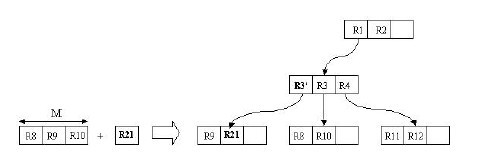 R1 R2
R3' R3 R4
M
R8 R9 R10 + R21 R9 R21 R8 R10 R11 R12